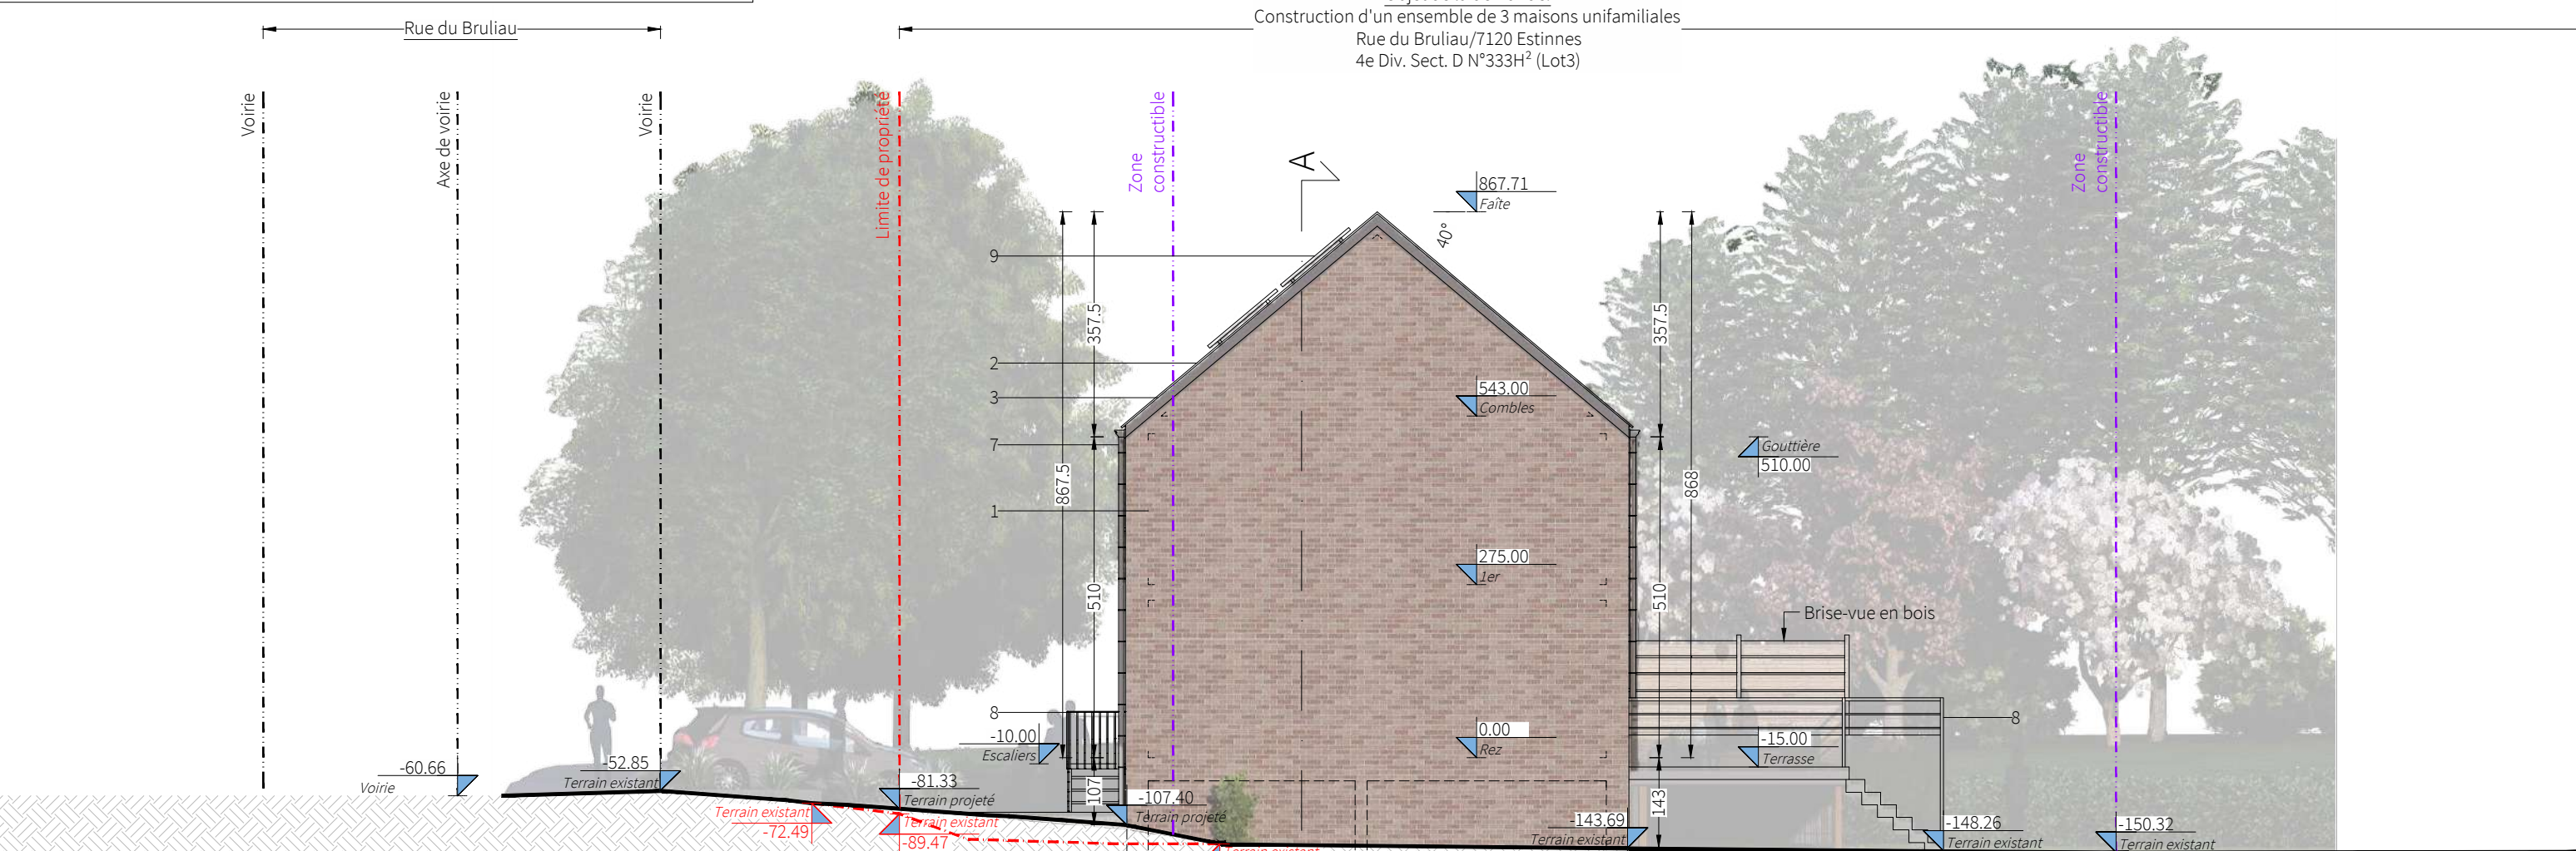 Rue du Bruliau
Construction d'un ensemble de 3 maisons unifamiliales
Rue du Bruliau/7120 Estinnes
4e Div. Sect. D N°333H² (Lot3)
Voirie
Axe de voirie
Voirie
Limite de propriété
Zone
constructible
A
867.71
Faîte
40°
Zone
constructible
9
357.5
357.5
2
3
543.00
Combles
7
Gouttière
510.00
867.5
868
1
275.00
1er
510
510
Brise-vue en bois
8
8
-10.00
Escaliers
0.00
Rez
-15.00
Terrasse
-60.66
Voirie
-52.85
Terrain existant
-81.33
Terrain projeté
107
-107.40
Terrain projeté
143
Terrain existant
-72.49
Terrain existant
-89.47
-143.69
Terrain existant
-148.26
Terrain existant
-150.32
Terrain existant
Terrain existant